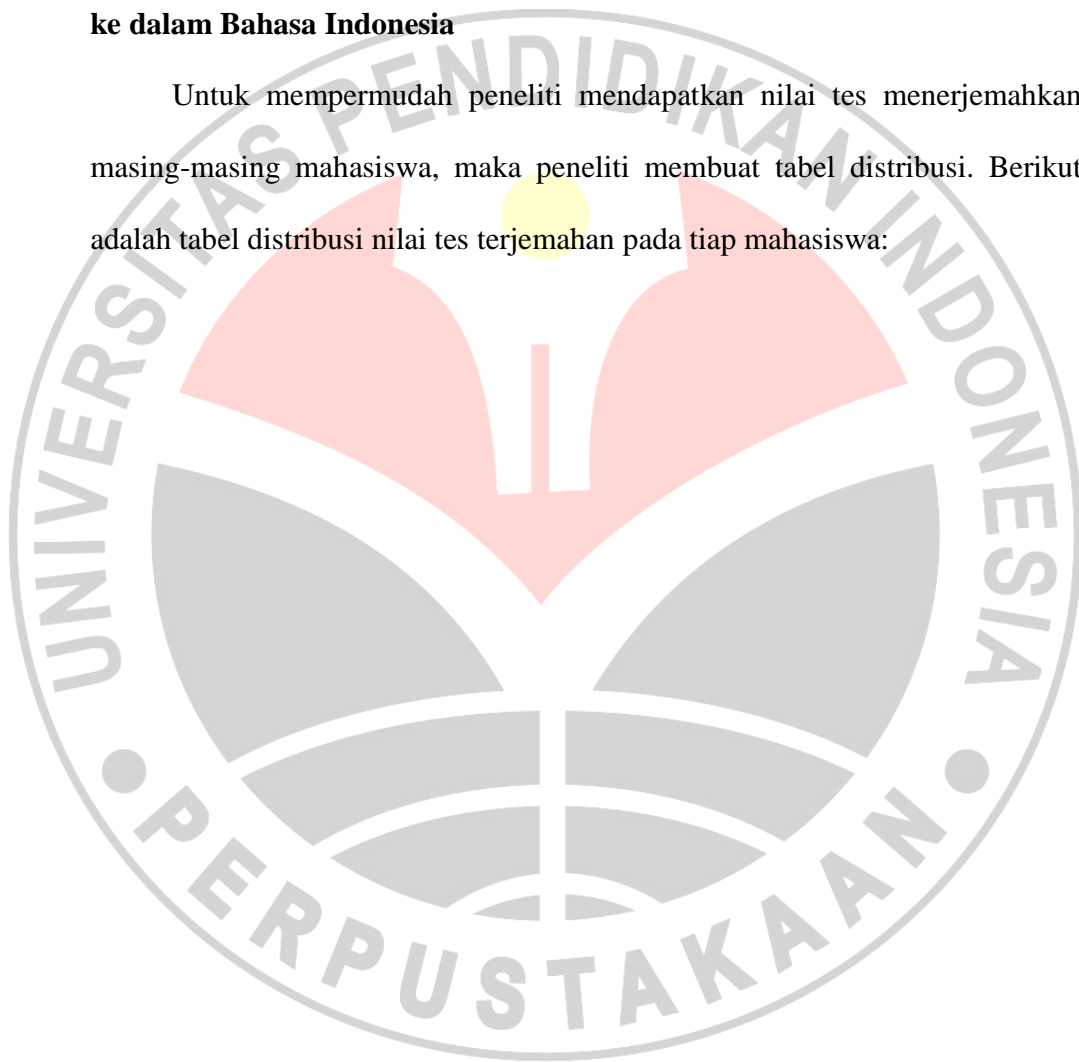 ke dalam Bahasa Indonesia
Untuk mempermudah peneliti mendapatkan nilai tes menerjemahkan
masing-masing mahasiswa, maka peneliti membuat tabel distribusi. Berikut
adalah tabel distribusi nilai tes terjemahan pada tiap mahasiswa:
UNIVERSITAS PENDIDIKAN INDONESIA
PERPUSTAKAAN